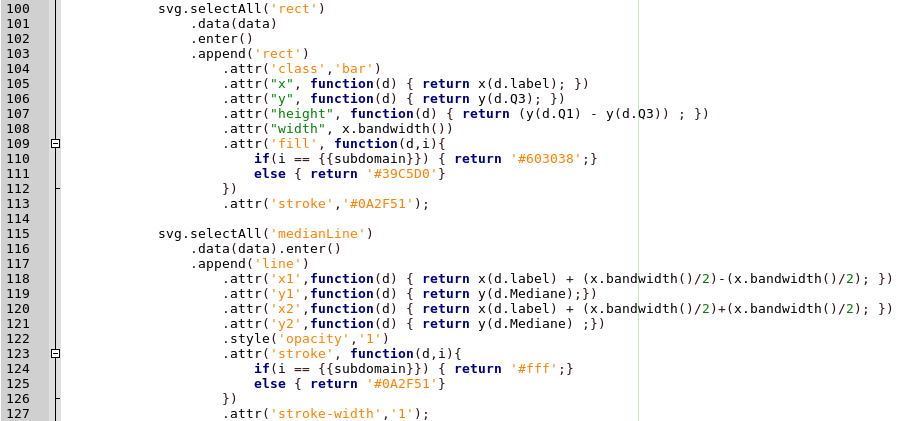 100            svg.selectAll('rect')
101                .data(data)
102                .enter()
103                .append('rect')
104                    .attr('class','bar')
105                    .attr("x", function(d) { return x(d.label); })
106                    .attr("y", function(d) { return y(d.Q3); })
107                    .attr("height", function(d) { return (y(d.Q1) - y(d.Q3)) ; })
108                    .attr("width", x.bandwidth())
109                    .attr('fill', function(d,i){
110                        if(i == {{subdomain}}) { return '#603038';}
111                        else { return '#39C5D0'}
112                    })
113                    .attr('stroke','#0A2F51');
114
115            svg.selectAll('medianLine')
116                .data(data).enter()
117                .append('line')
118                    .attr('x1',function(d) { return x(d.label) + (x.bandwidth()/2)-(x.bandwidth()/2); })
119                    .attr('y1',function(d) { return y(d.Mediane);})
120                    .attr('x2',function(d) { return x(d.label) + (x.bandwidth()/2)+(x.bandwidth()/2); })
121                    .attr('y2',function(d) { return y(d.Mediane) ;})
122                    .style('opacity','1')
123                    .attr('stroke', function(d,i){
124                        if(i == {{subdomain}}) { return '#fff';}
125                        else { return '#0A2F51'}
126                    })
127                    .attr('stroke-width','1');